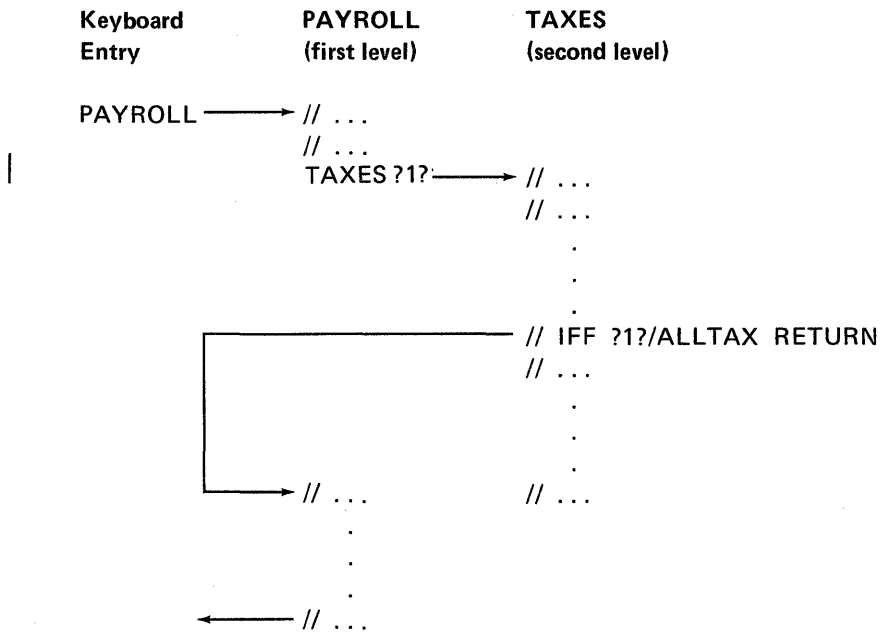 Keyboard PAYROLL TAXES
Entry (first level) (second level)
PAYROLL // ...
// ...
TAXES ?1? // ...
// ...
.
.
.
// IFF ?1?/ALLTAX RETURN
// ...
.
.
.
// ... // ...
.
.
.
// ...